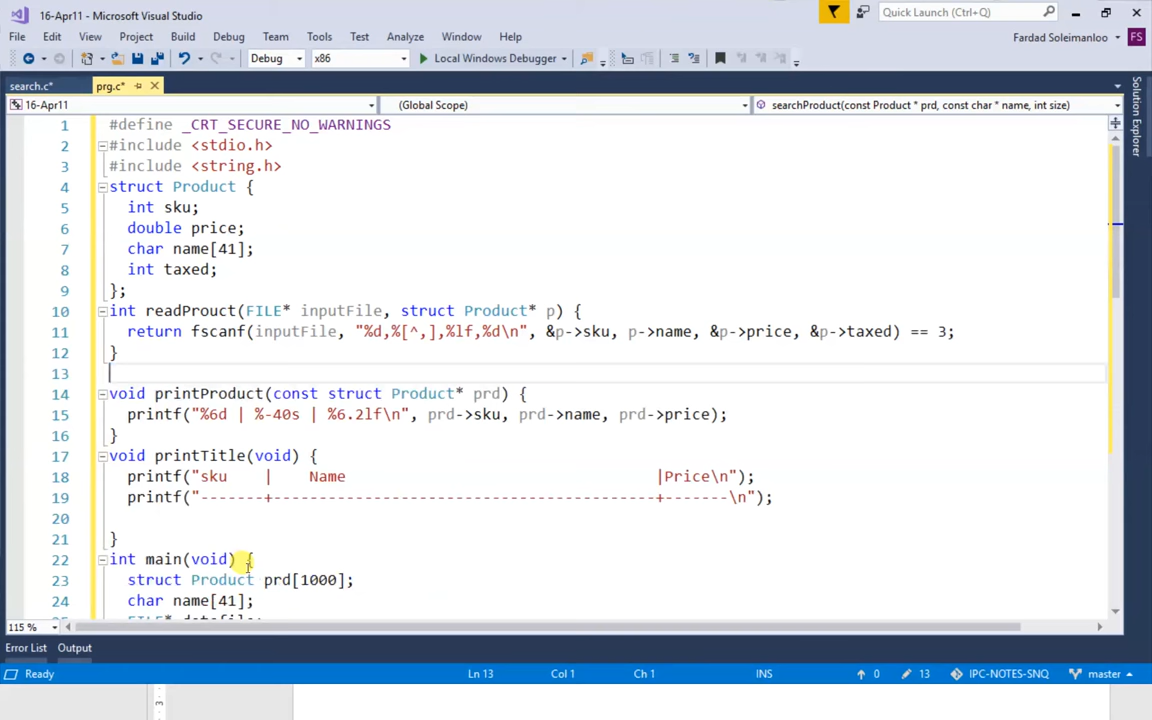 16-Apr11 - Microsoft Visual Studio
Quick Launch (Ctrl+Q)
File Edit View Project Build Debug Team Tools Test Analyze Window Help
Fardad Soleimanloo FS
Debug x86 Local Windows Debugger
search.c* prg.c*
16-Apr11 (Global Scope) searchProduct(const Product * prd, const char * name, int size)
Solution Explorer
1 #define _CRT_SECURE_NO_WARNINGS
2 #include <stdio.h>
3 #include <string.h>
4 struct Product {
5 int sku;
6 double price;
7 char name[41];
8 int taxed;
9 };
10 int readProuct(FILE* inputFile, struct Product* p) {
11 return fscanf(inputFile, "%d,%[^,],%lf,%d\n", &p->sku, p->name, &p->price, &p->taxed) == 3;
12 }
13
14 void printProduct(const struct Product* prd) {
15 printf("%6d | %-40s | %6.2lf\n", prd->sku, prd->name, prd->price);
16 }
17 void printTitle(void) {
18 printf("sku    |    Name                                  |Price\n");
19 printf("-------+------------------------------------------+-------\n");
20
21 }
22 int main(void) {
23 struct Product prd[1000];
24 char name[41];
115 %
Error List Output
Ready Ln 13 Col 1 Ch 1 INS 0 13 IPC-NOTES-SNQ master
3